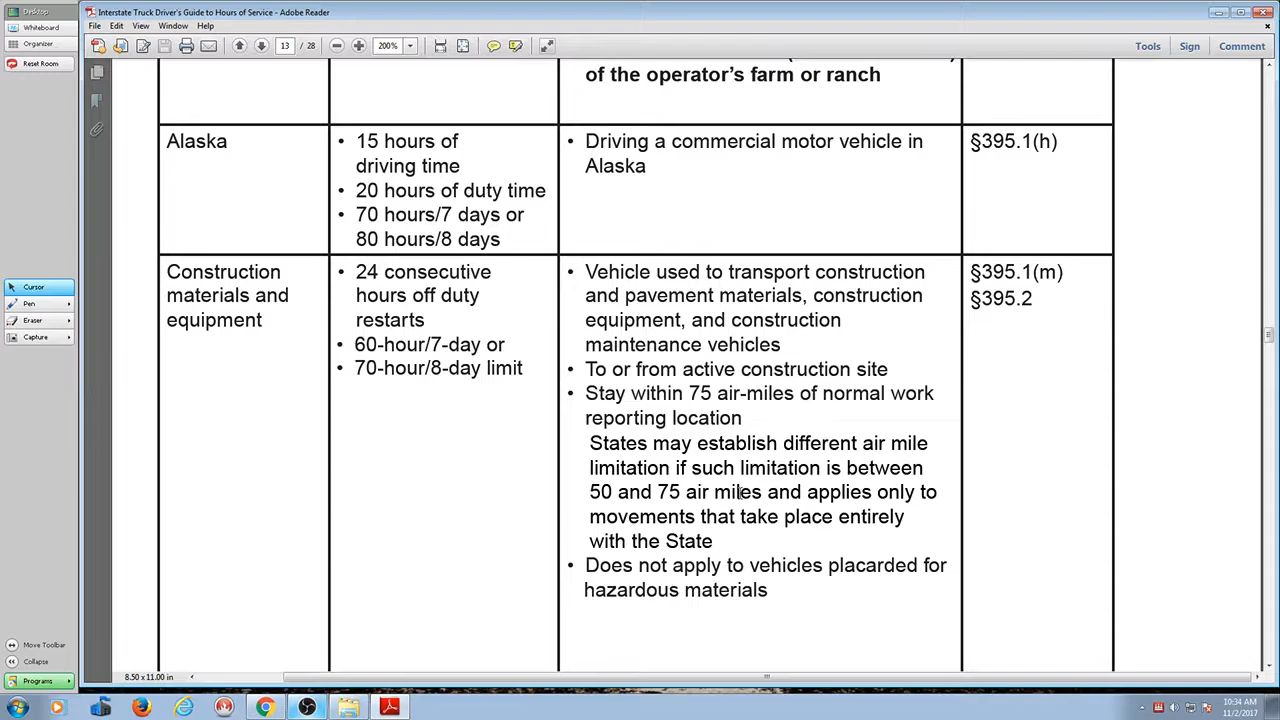 Desktop
Whiteboard
Organizer
Reset Room
Cursor
Pen
Eraser
Capture
Move Toolbar
Collapse
Programs
Interstate Truck Driver's Guide to Hours of Service - Adobe Reader
File Edit View Window Help
13 / 28 200% Tools Sign Comment
of the operator's farm or ranch
Alaska
• 15 hours of
driving time
• 20 hours of duty time
• 70 hours/7 days or
80 hours/8 days
• Driving a commercial motor vehicle in
Alaska
§395.1(h)
Construction
materials and
equipment
• 24 consecutive
hours off duty
restarts
• 60-hour/7-day or
• 70-hour/8-day limit
• Vehicle used to transport construction
and pavement materials, construction
equipment, and construction
maintenance vehicles
• To or from active construction site
• Stay within 75 air-miles of normal work
reporting location
States may establish different air mile
limitation if such limitation is between
50 and 75 air miles and applies only to
movements that take place entirely
with the State
• Does not apply to vehicles placarded for
hazardous materials
§395.1(m)
§395.2
8.50 x 11.00 in
10:34 AM
11/2/2017